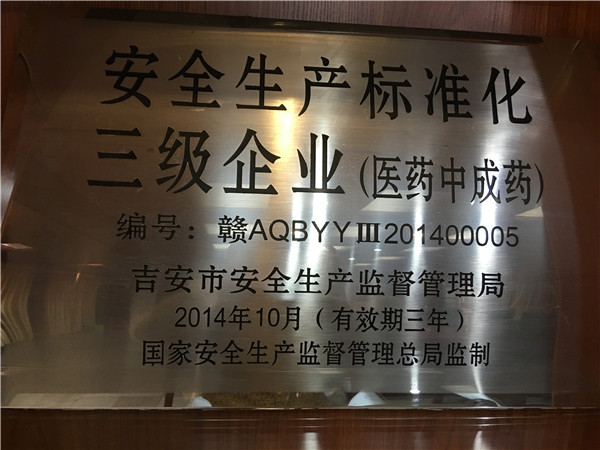 安全生产标准化
三级企业(医药中成药)
编号：赣AQBYYⅢ201400005
吉安市安全生产监督管理局
2014年10月（有效期三年）
国家安全生产监督管理总局监制